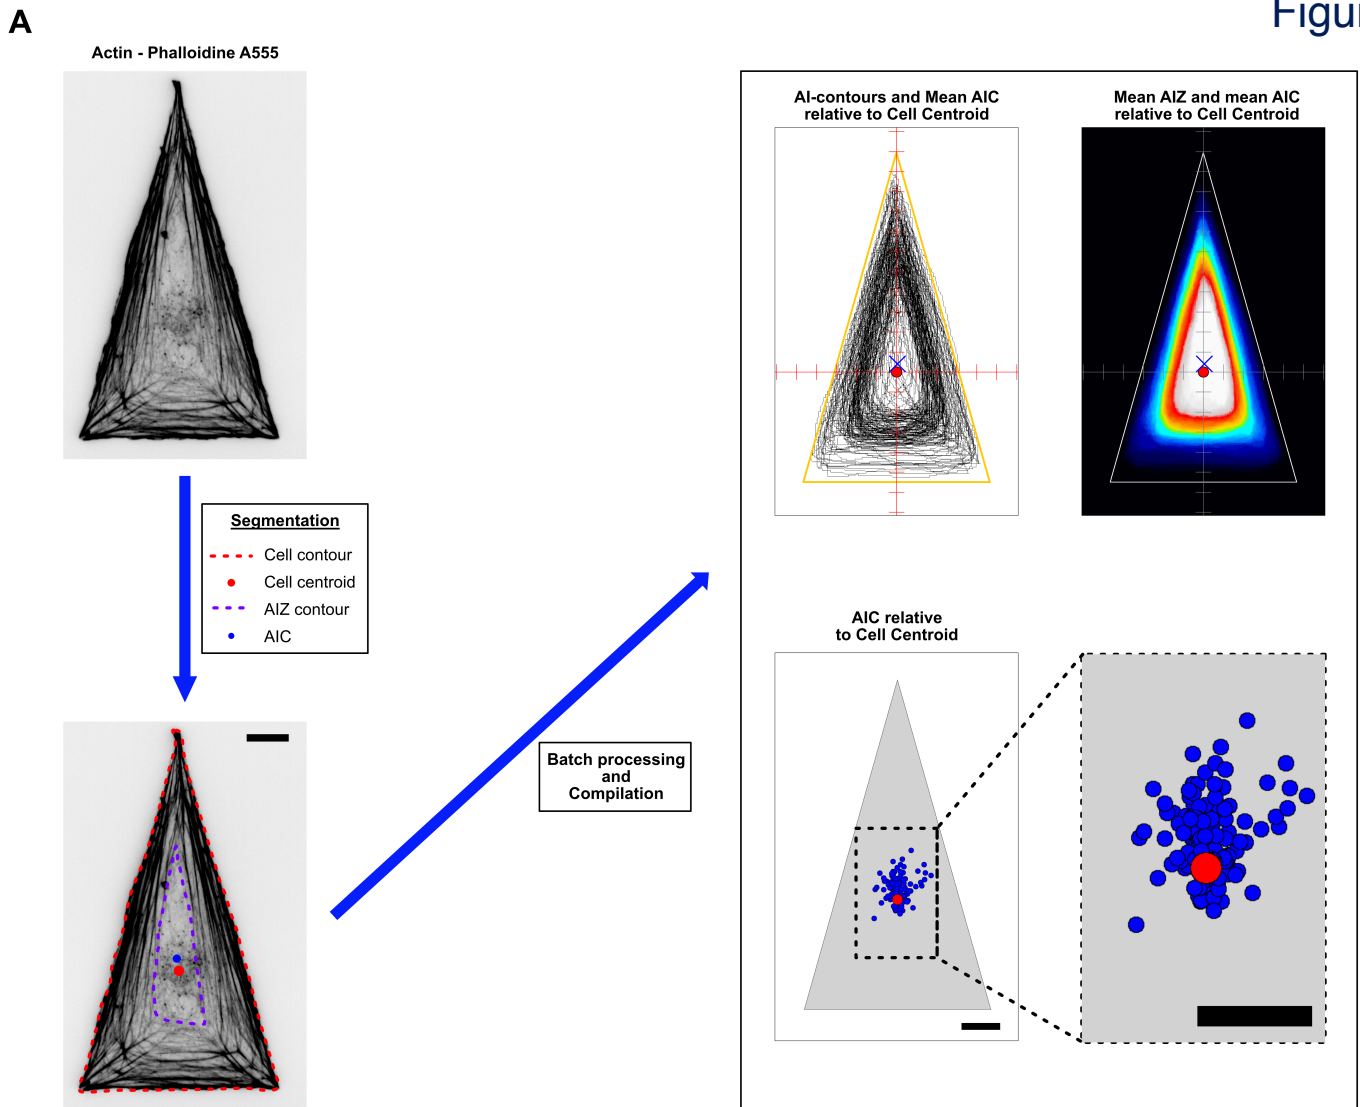 A
Figur
Actin - Phalloidine A555
Segmentation
Cell contour
Cell centroid
AIZ contour
AIC
Batch processing
and
Compilation
AI-contours and Mean AIC
relative to Cell Centroid
Mean AIZ and mean AIC
relative to Cell Centroid
AIC relative
to Cell Centroid